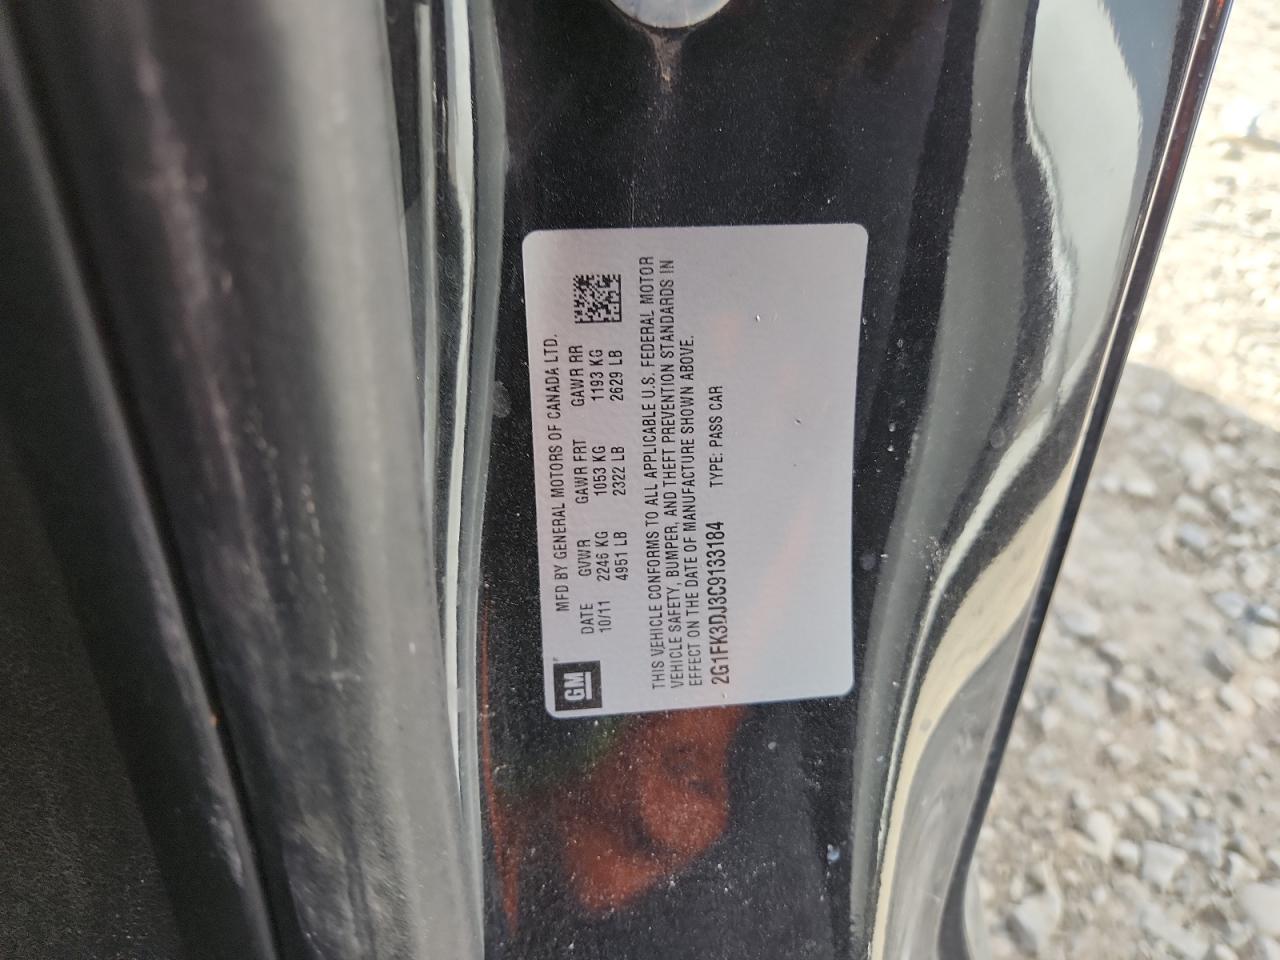 GM
MFD BY GENERAL MOTORS OF CANADA LTD.
DATE GVWR GAWR FRT GAWR RR
10/11 2246 KG 1053 KG 1193 KG
4951 LB 2322 LB 2629 LB
THIS VEHICLE CONFORMS TO ALL APPLICABLE U.S. FEDERAL MOTOR
VEHICLE SAFETY, BUMPER, AND THEFT PREVENTION STANDARDS IN
EFFECT ON THE DATE OF MANUFACTURE SHOWN ABOVE.
2G1FK3DJ3C9133184 TYPE: PASS CAR